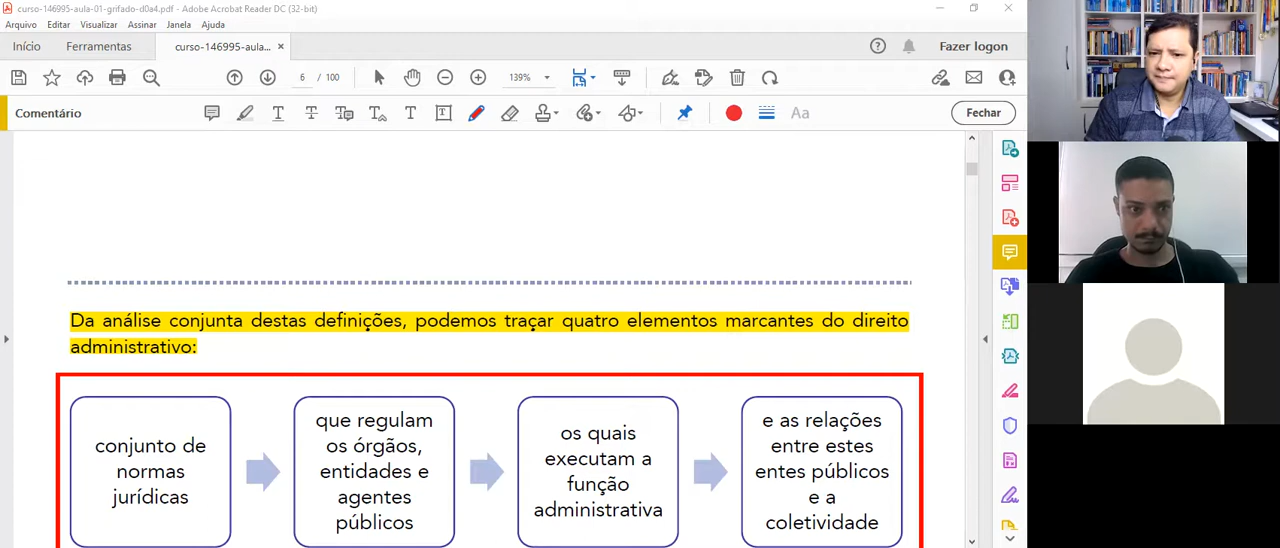 curso-146995-aula-01-grifado-d0a4.pdf - Adobe Acrobat Reader DC (32-bit)
Arquivo Editar Visualizar Assinar Janela Ajuda
Início Ferramentas curso-146995-aula... × Fazer logon
6 / 100 139%
Comentário Aa Fechar
Da análise conjunta destas definições, podemos traçar quatro elementos marcantes do direito
administrativo:
conjunto de
normas
jurídicas
que regulam
os órgãos,
entidades e
agentes
públicos
os quais
executam a
função
administrativa
e as relações
entre estes
entes públicos
e a
coletividade